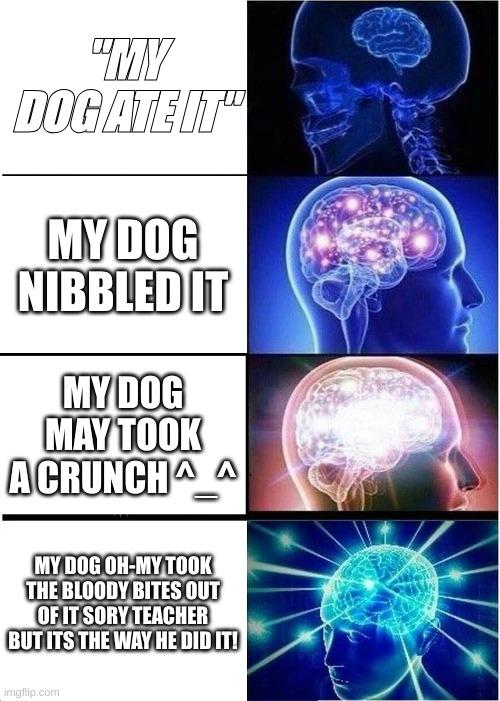 "MY
DOG ATE IT"
MY DOG
NIBBLED IT
MY DOG
MAY TOOK
A CRUNCH ^_^
MY DOG OH-MY TOOK
THE BLOODY BITES OUT
OF IT SORY TEACHER
BUT ITS THE WAY HE DID IT!
imgflip.com